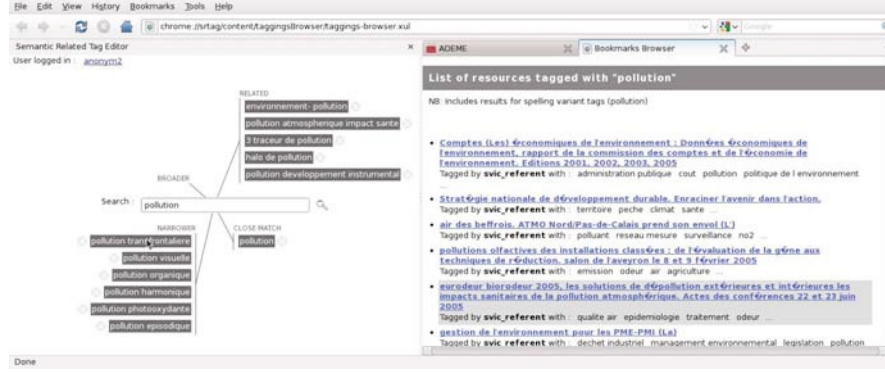 File Edit View History Bookmarks Tools Help
chrome://srtag/content/taggingsBrowser/taggings-browser.xul
Google
Semantic Related Tag Editor
ADEME
Bookmarks Browser
User logged in : anonym2
RELATED
environnement- pollution
pollution atmospherique impact sante
3 traceur de pollution
halo de pollution
pollution developpement instrumental
BROADER
Search : pollution
NARROWER
pollution transfrontaliere
pollution visuelle
pollution organique
pollution harmonique
pollution photooxydante
pollution episodique
CLOSE MATCH
pollution
List of resources tagged with "pollution"
NB: Includes results for spelling variant tags (pollution)
• Comptes (Les) �conomiques de l'environnement : Donn�es �conomiques de
l'environnement, rapport de la commission des comptes et de l'�conomie de
l'environnement. Editions 2001, 2002, 2003, 2005
Tagged by svic_referent with : administration publique cout pollution politique de l environnement
...
• Strat�gie nationale de d�veloppement durable. Enraciner l'avenir dans l'action.
Tagged by svic_referent with : territoire peche climat sante ...
• air des beffrois. ATMO Nord/Pas-de-Calais prend son envol (L')
Tagged by svic_referent with : polluant reseau mesure surveillance no2 ...
• pollutions olfactives des installations class�es : de l'�valuation de la g�ne aux
techniques de r�duction. salon de l'aveyron le 8 et 9 f�vrier 2005
Tagged by svic_referent with : emission odeur air agriculture ...
• eurodeur biorodeur 2005, les solutions de d�pollution ext�rieures et int�rieures les
impacts sanitaires de la pollution atmosph�rique. Actes des conf�rences 22 et 23 juin
2005
Tagged by svic_referent with : qualite air epidemiologie traitement odeur ...
• gestion de l'environnement pour les PME-PMI (La)
Tagged by svic_referent with : dechet industriel management environnemental legislation pollution
Done